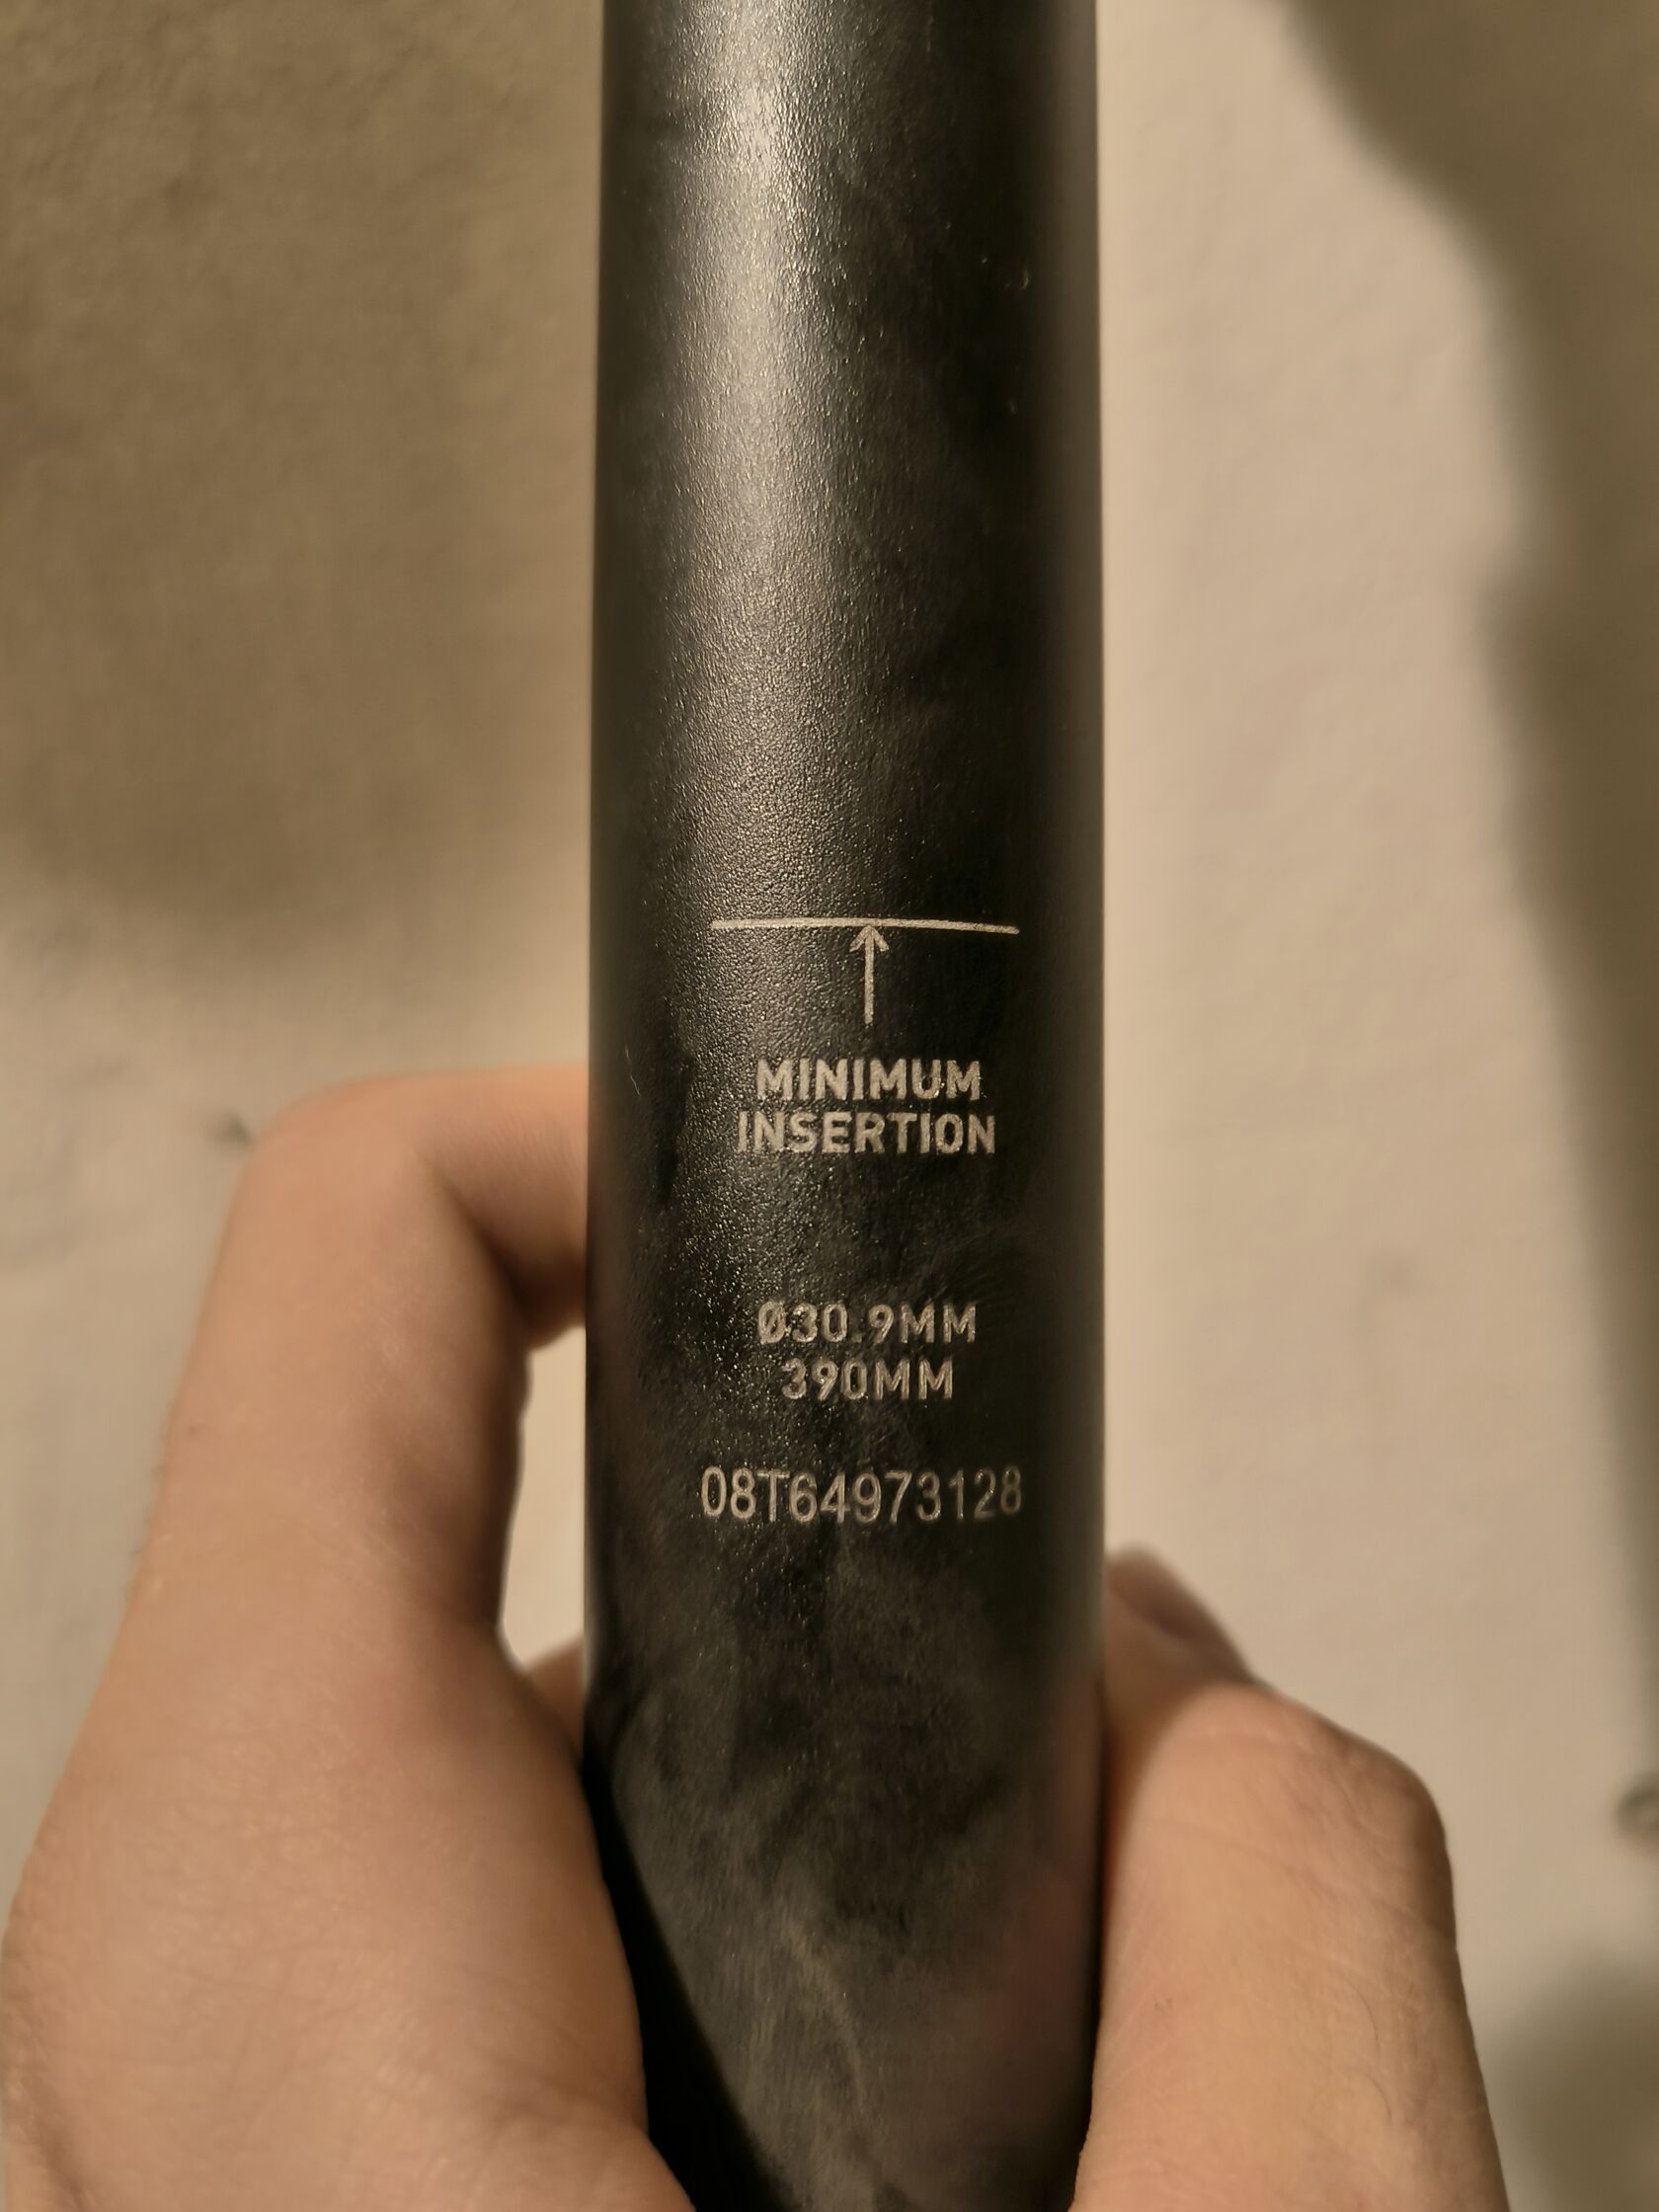 MINIMUM
INSERTION
Ø30.9MM
390MM
08T64973128